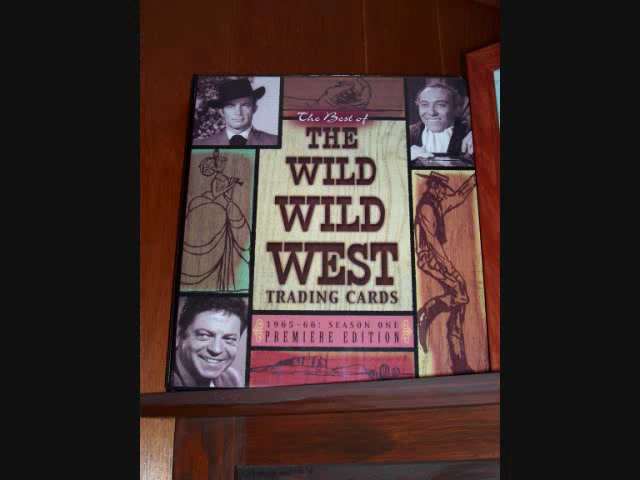 The Best of
THE
WILD
WILD
WEST
TRADING CARDS
1965-66: SEASON ONE
PREMIERE EDITION